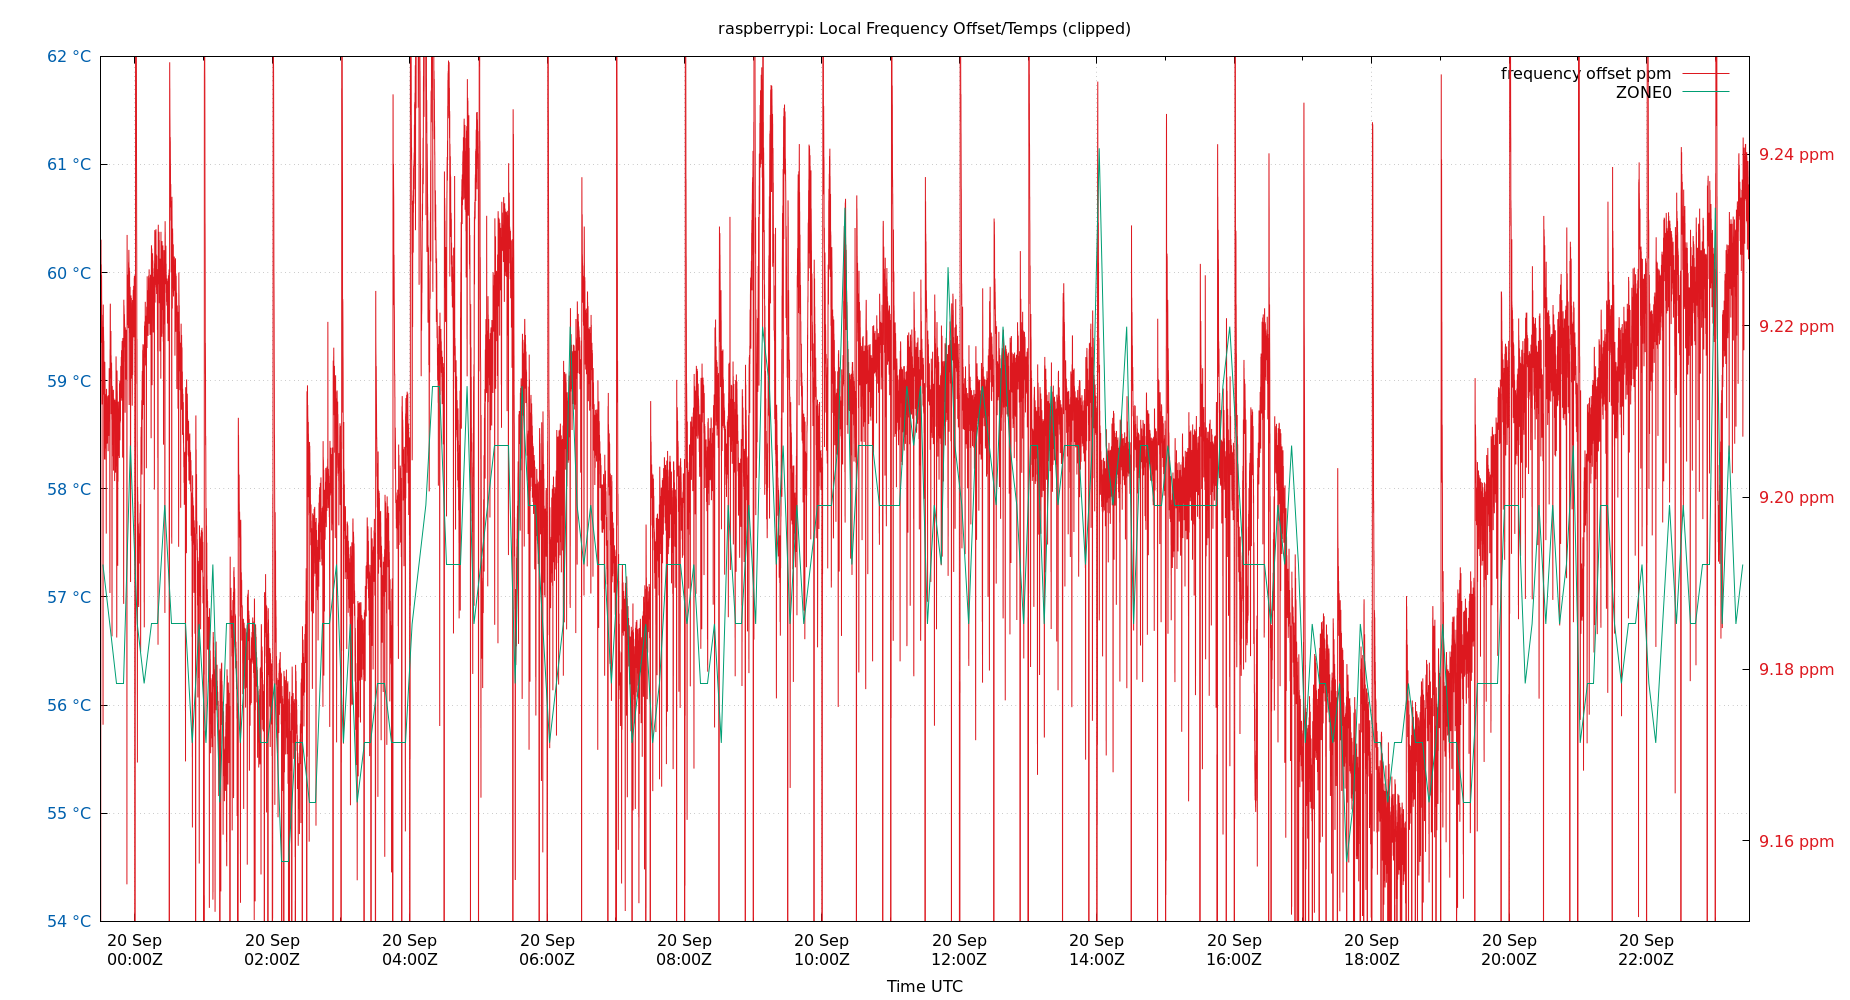 raspberrypi: Local Frequency Offset/Temps (clipped)
62 °C
61 °C
60 °C
59 °C
58 °C
57 °C
56 °C
55 °C
54 °C
frequency offset ppm
ZONE0
9.24 ppm
9.22 ppm
9.20 ppm
9.18 ppm
9.16 ppm
20 Sep 20 Sep 20 Sep 20 Sep 20 Sep 20 Sep 20 Sep 20 Sep 20 Sep 20 Sep 20 Sep 20 Sep
00:00Z 02:00Z 04:00Z 06:00Z 08:00Z 10:00Z 12:00Z 14:00Z 16:00Z 18:00Z 20:00Z 22:00Z
Time UTC